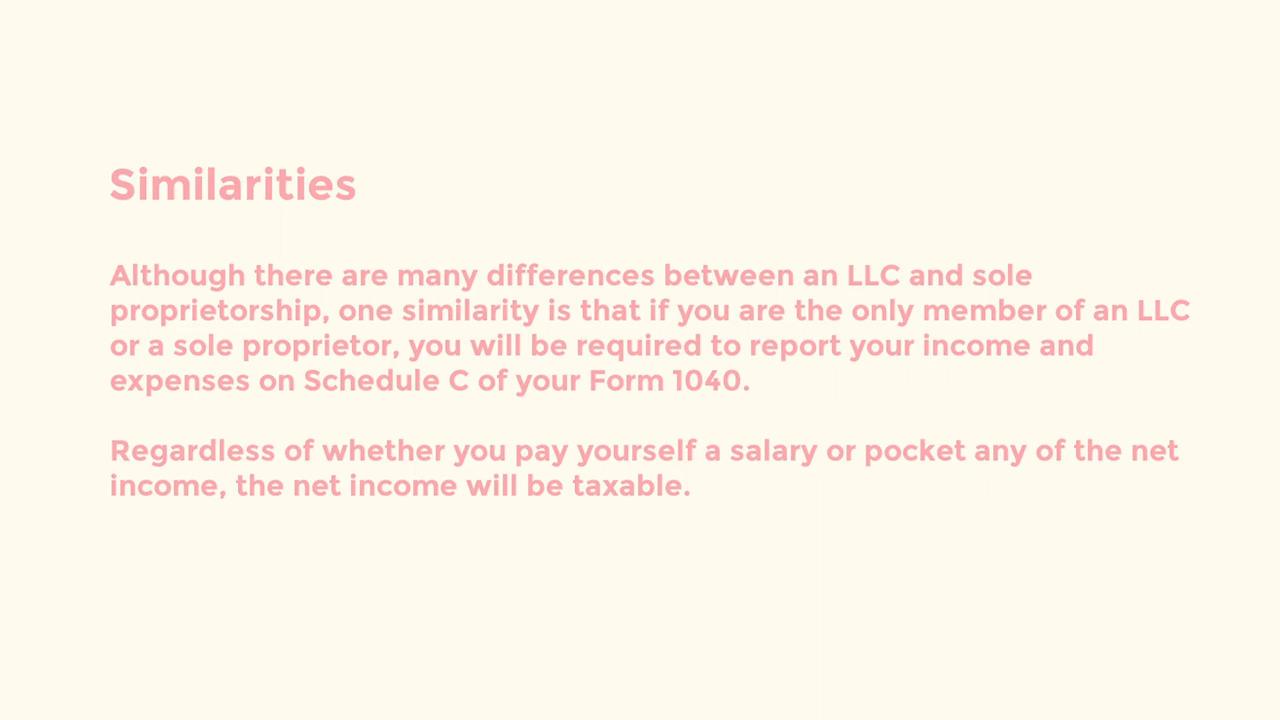 Similarities
Although there are many differences between an LLC and sole
proprietorship, one similarity is that if you are the only member of an LLC
or a sole proprietor, you will be required to report your income and
expenses on Schedule C of your Form 1040.
Regardless of whether you pay yourself a salary or pocket any of the net
income, the net income will be taxable.